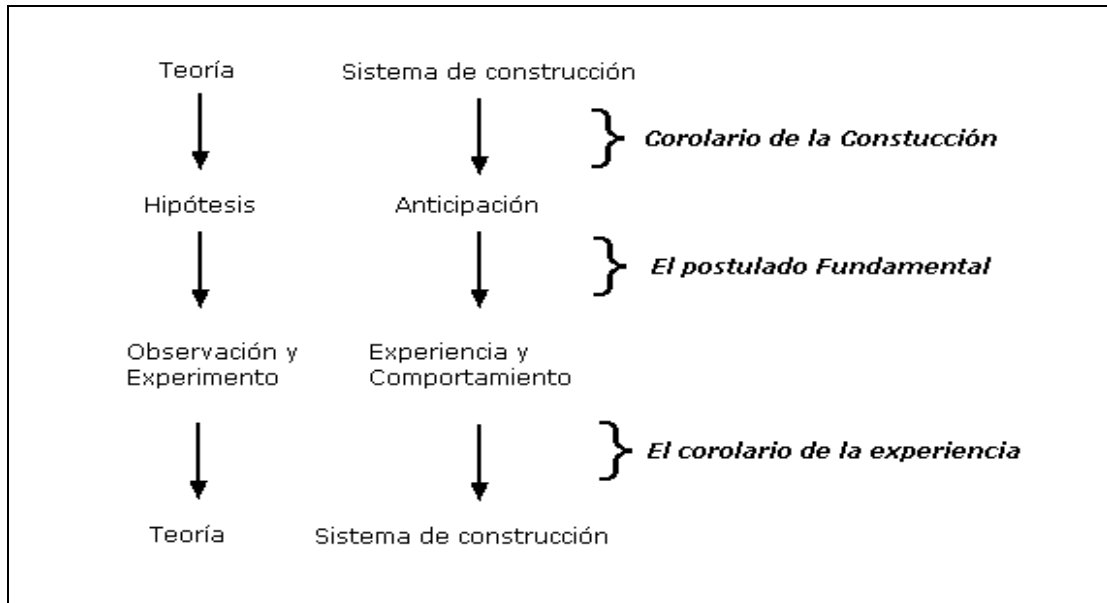 Teoría
Sistema de construcción
Corolario de la Constucción
Hipótesis
Anticipación
El postulado Fundamental
Observación y
Experimento
Experiencia y
Comportamiento
El corolario de la experiencia
Teoría
Sistema de construcción